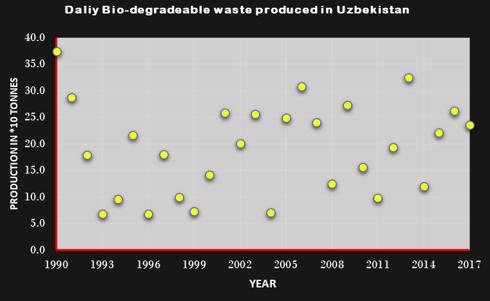 Daliy Bio-degradeable waste produced in Uzbekistan
40.0
35.0
30.0
25.0
20.0
15.0
10.0
5.0
0.0
PRODUCTION IN *10 TONNES
1990 1993 1996 1999 2002 2005 2008 2011 2014 2017
YEAR